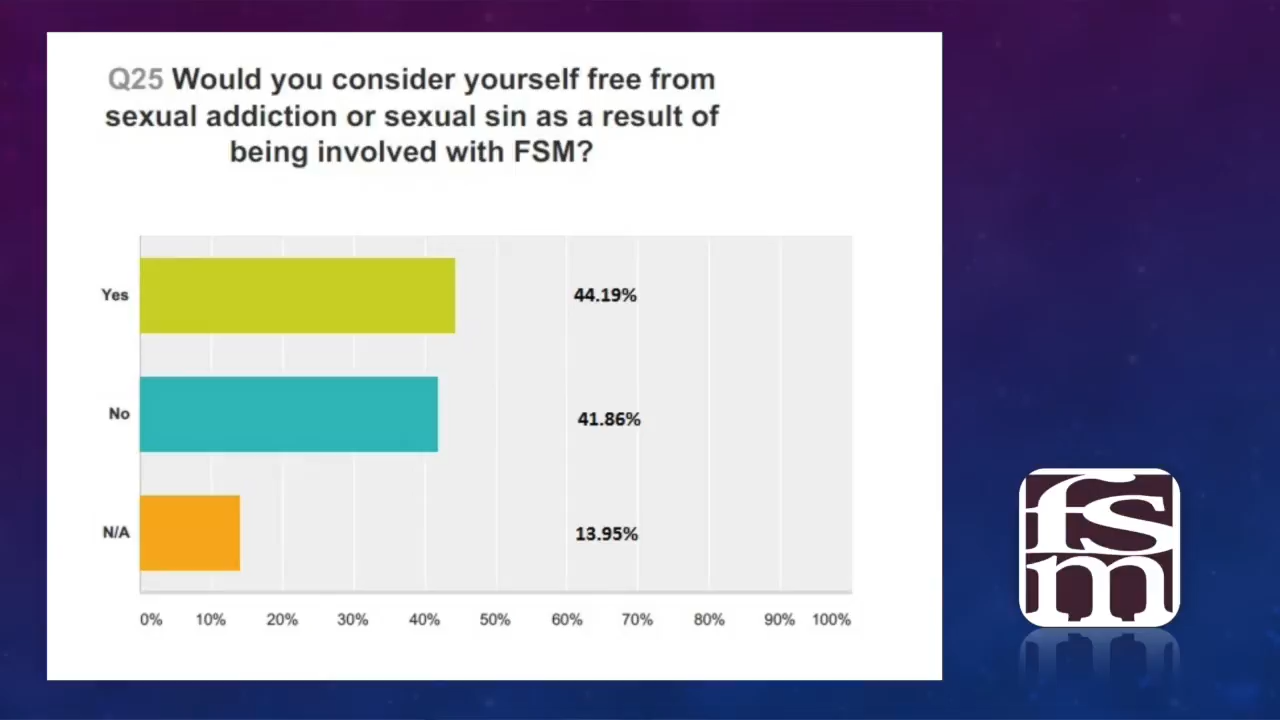 Q25 Would you consider yourself free from
sexual addiction or sexual sin as a result of
being involved with FSM?
Yes 44.19%
No 41.86%
N/A 13.95%
0% 10% 20% 30% 40% 50% 60% 70% 80% 90% 100%
fs
m